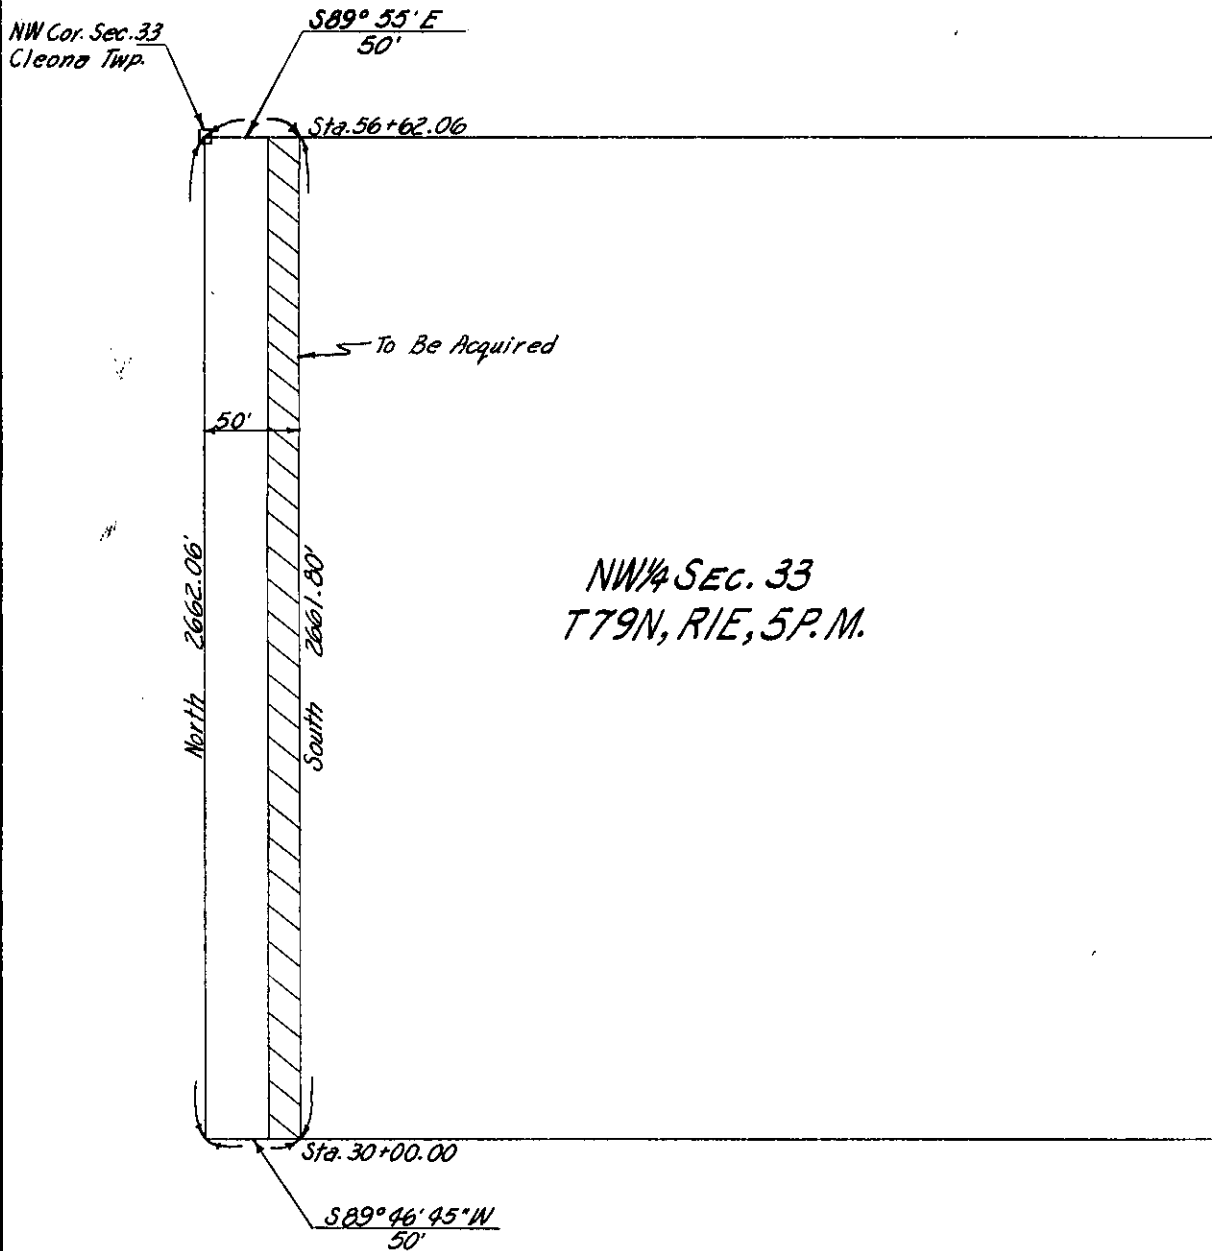 NW Cor. Sec. 33
Cleona Twp.
S89° 55' E
50'
Sta. 56+62.06
To Be Acquired
50'
North 2662.06'
South 2661.80'
NW¼ SEC. 33
T79N, R1E, 5P.M.
Sta. 30+00.00
S89° 46' 45" W
50'